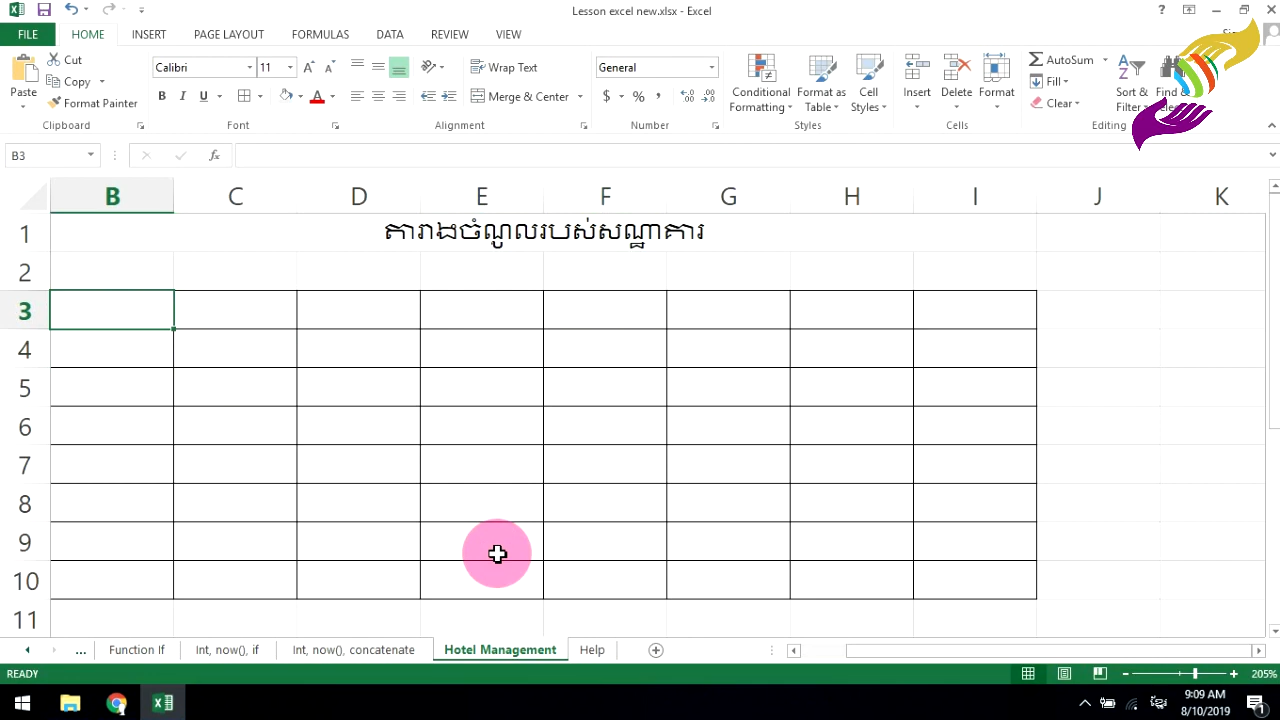 Lesson excel new.xlsx - Excel
?
FILE HOME INSERT PAGE LAYOUT FORMULAS DATA REVIEW VIEW
Paste
Cut
Copy
Format Painter
Clipboard
Calibri 11
B I U A
Font
Wrap Text
Merge & Center
Alignment
General
$ % ,
Number
Conditional Formatting
Format as Table
Cell Styles
Styles
Insert Delete Format
Cells
AutoSum
Fill
Clear
Sort & Filter
Find &
Editing
B3
fx
B C D E F G H I J K
1 តារាងចំណូលរបស់សណ្ឋាគារ
2
3
4
5
6
7
8
9
10
11
... Function If Int, now(), if Int, now(), concatenate Hotel Management Help
READY 205%
9:09 AM
8/10/2019
1